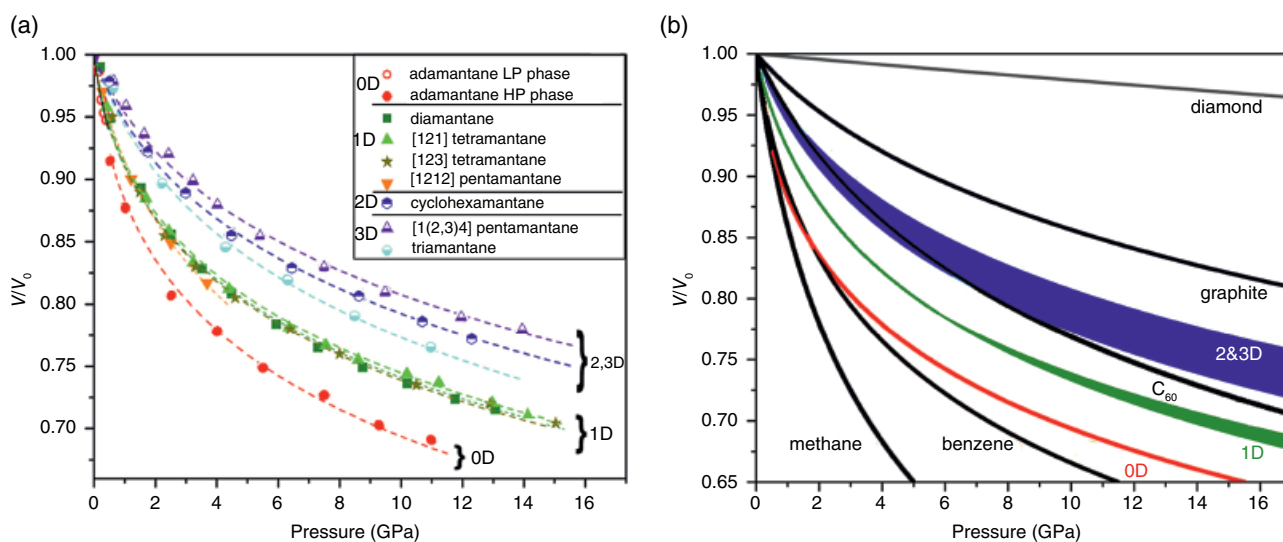 (a)
1.00
0.95
0.90
0.85
0.80
0.75
0.70
V/V0
0
2
4
6
8
10
12
14
16
Pressure (GPa)
0D
adamantane LP phase
adamantane HP phase
1D
diamantane
[121] tetramantane
[123] tetramantane
[1212] pentamantane
2D
cyclohexamantane
3D
[1(2,3)4] pentamantane
triamantane
2,3D
1D
0D
(b)
1.00
0.95
0.90
0.85
0.80
0.75
0.70
0.65
V/V0
0
2
4
6
8
10
12
14
16
Pressure (GPa)
diamond
graphite
2&3D
C60
1D
0D
benzene
methane